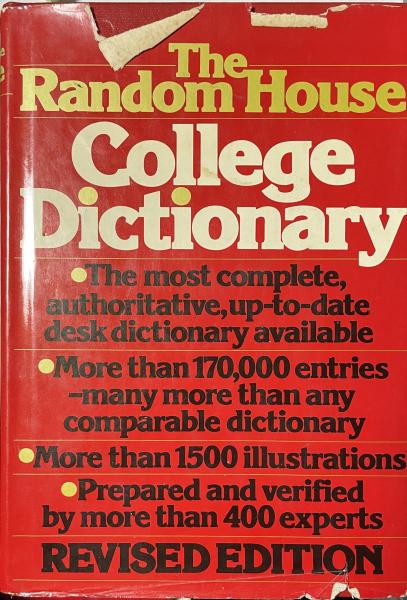 The
Random House
College
Dictionary
•The most complete,
authoritative, up-to-date
desk dictionary available
•More than 170,000 entries
–many more than any
comparable dictionary
•More than 1500 illustrations
•Prepared and verified
by more than 400 experts
REVISED EDITION